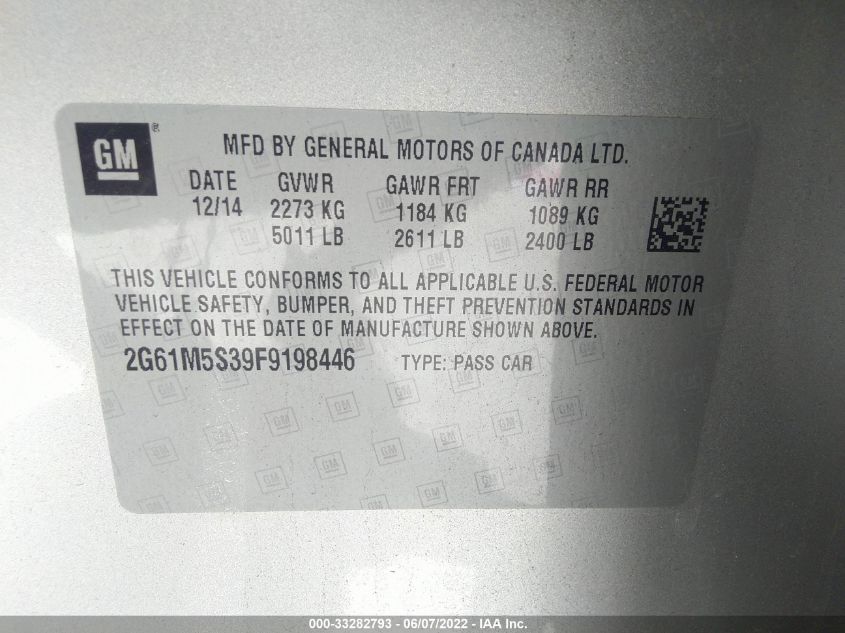 GM®
MFD BY GENERAL MOTORS OF CANADA LTD.
DATE GVWR GAWR FRT GAWR RR
12/14 2273 KG 1184 KG 1089 KG
5011 LB 2611 LB 2400 LB
THIS VEHICLE CONFORMS TO ALL APPLICABLE U.S. FEDERAL MOTOR
VEHICLE SAFETY, BUMPER, AND THEFT PREVENTION STANDARDS IN
EFFECT ON THE DATE OF MANUFACTURE SHOWN ABOVE.
2G61M5S39F9198446 TYPE: PASS CAR
000-33282793 - 06/07/2022 - IAA Inc.